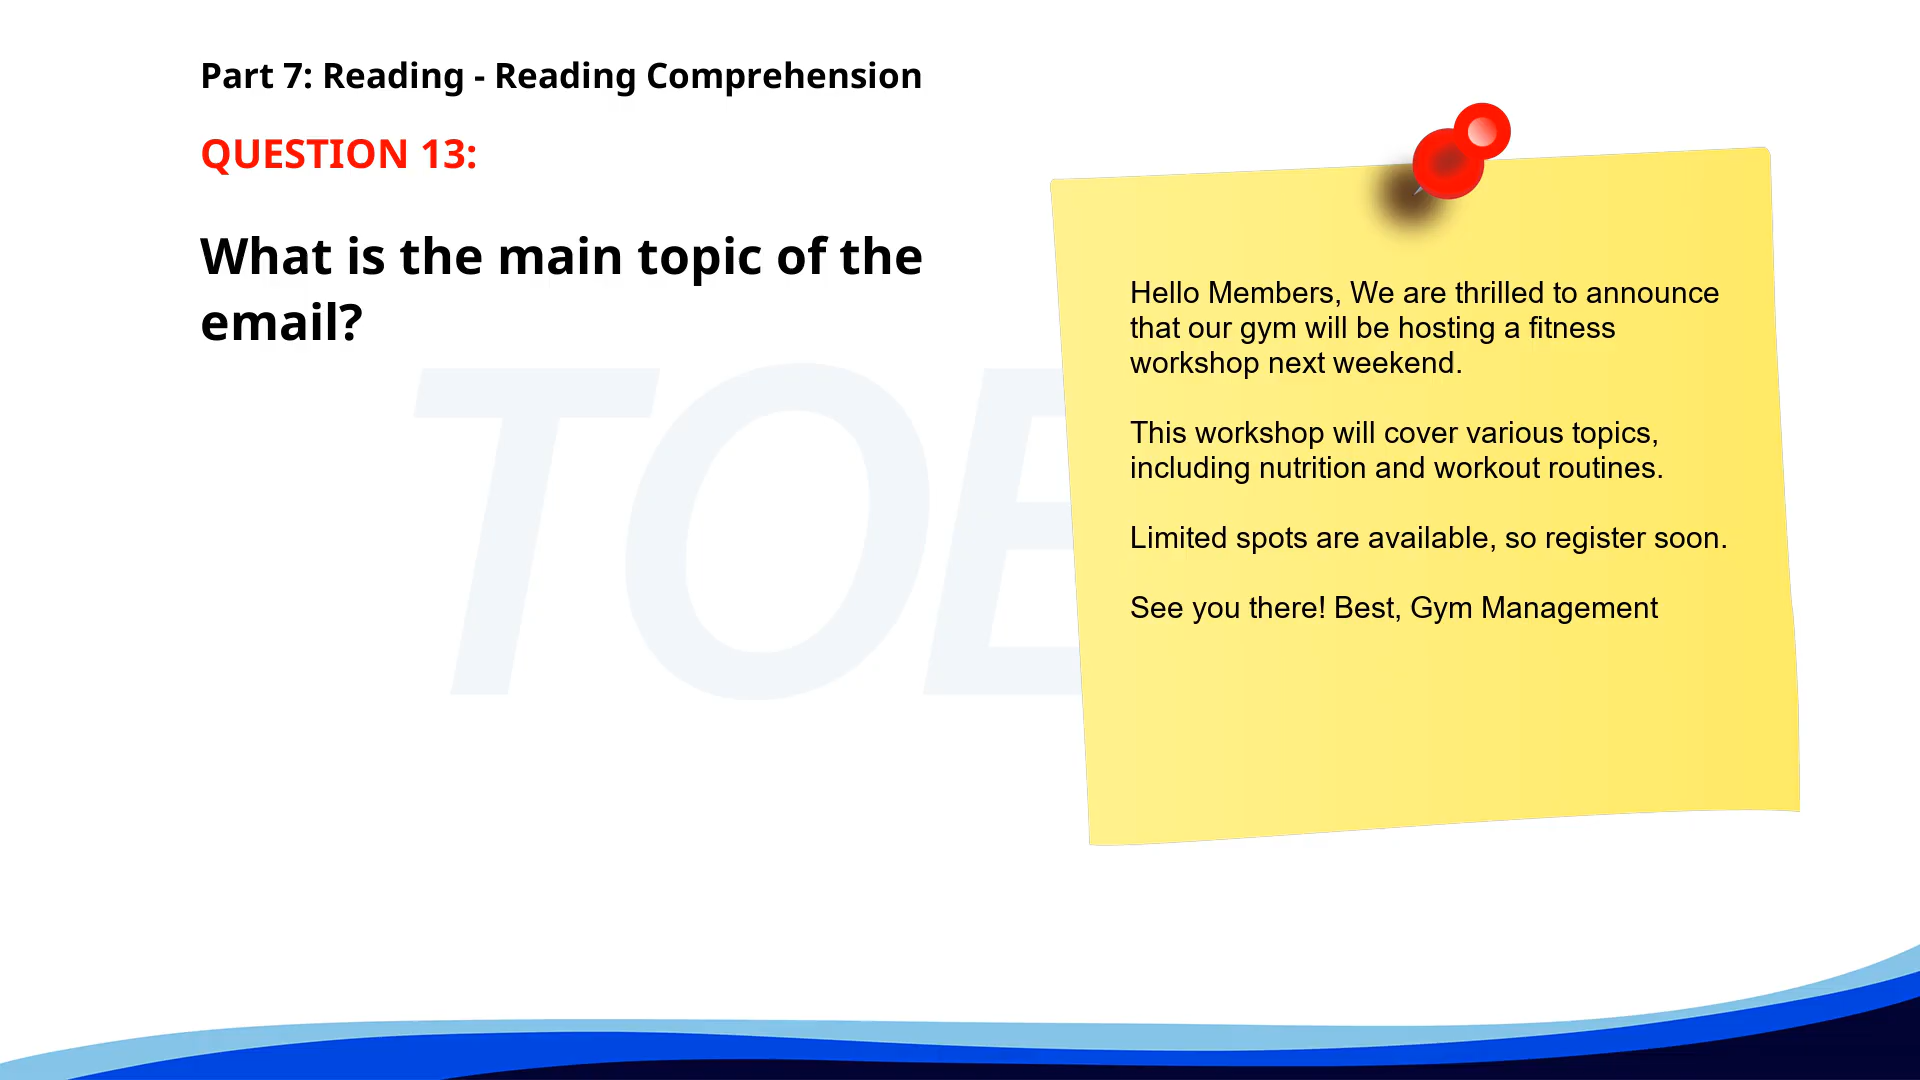 Part 7: Reading - Reading Comprehension
QUESTION 13:
What is the main topic of the
email?
Hello Members, We are thrilled to announce
that our gym will be hosting a fitness
workshop next weekend.
This workshop will cover various topics,
including nutrition and workout routines.
Limited spots are available, so register soon.
See you there! Best, Gym Management
TOE